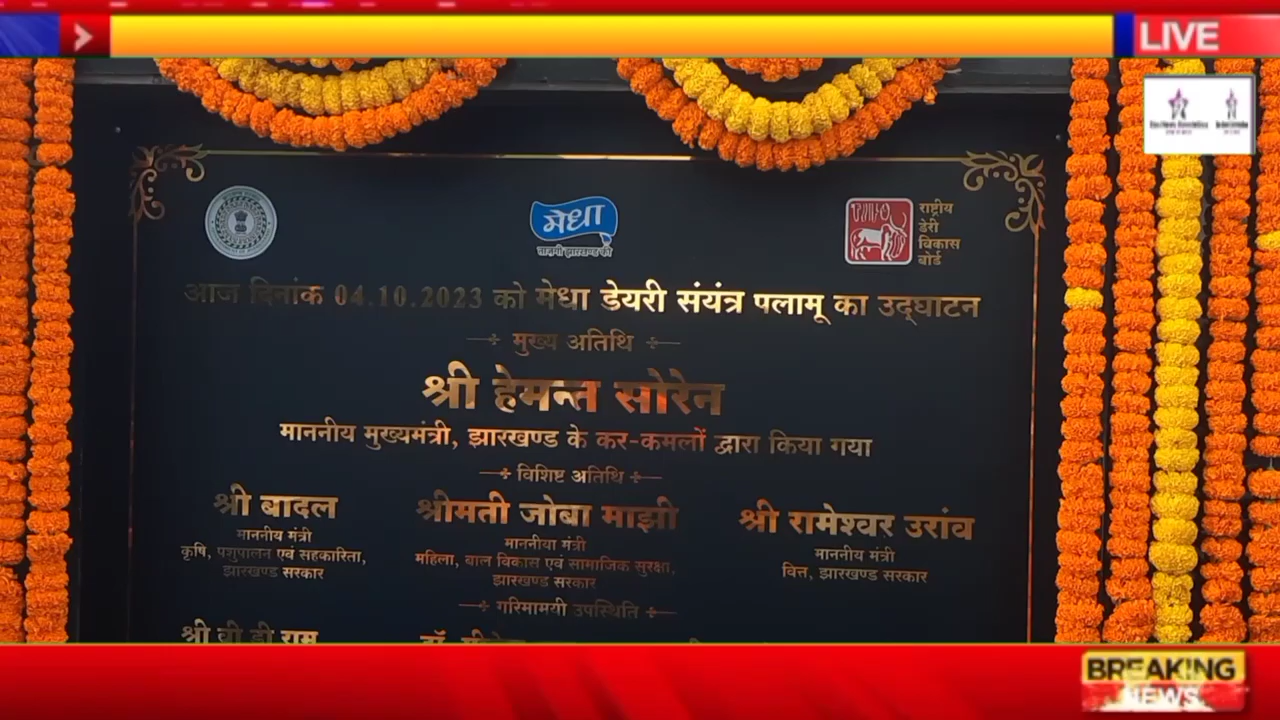 LIVE
मेधा
ताज़गी झारखण्ड की
राष्ट्रीय
डेरी
विकास
बोर्ड
आज दिनांक 04.10.2023 को मेधा डेयरी संयंत्र पलामू का उद्घाटन
मुख्य अतिथि
श्री हेमन्त सोरेन
माननीय मुख्यमंत्री, झारखण्ड के कर-कमलों द्वारा किया गया
विशिष्ट अतिथि
श्री बादल
माननीय मंत्री
कृषि, पशुपालन एवं सहकारिता,
झारखण्ड सरकार
श्रीमती जोबा माझी
माननीया मंत्री
महिला, बाल विकास एवं सामाजिक सुरक्षा,
झारखण्ड सरकार
श्री रामेश्वर उरांव
माननीय मंत्री
वित्त, झारखण्ड सरकार
गरिमामयी उपस्थिति
श्री वी डी राम
डॉ.
BREAKING
NEWS